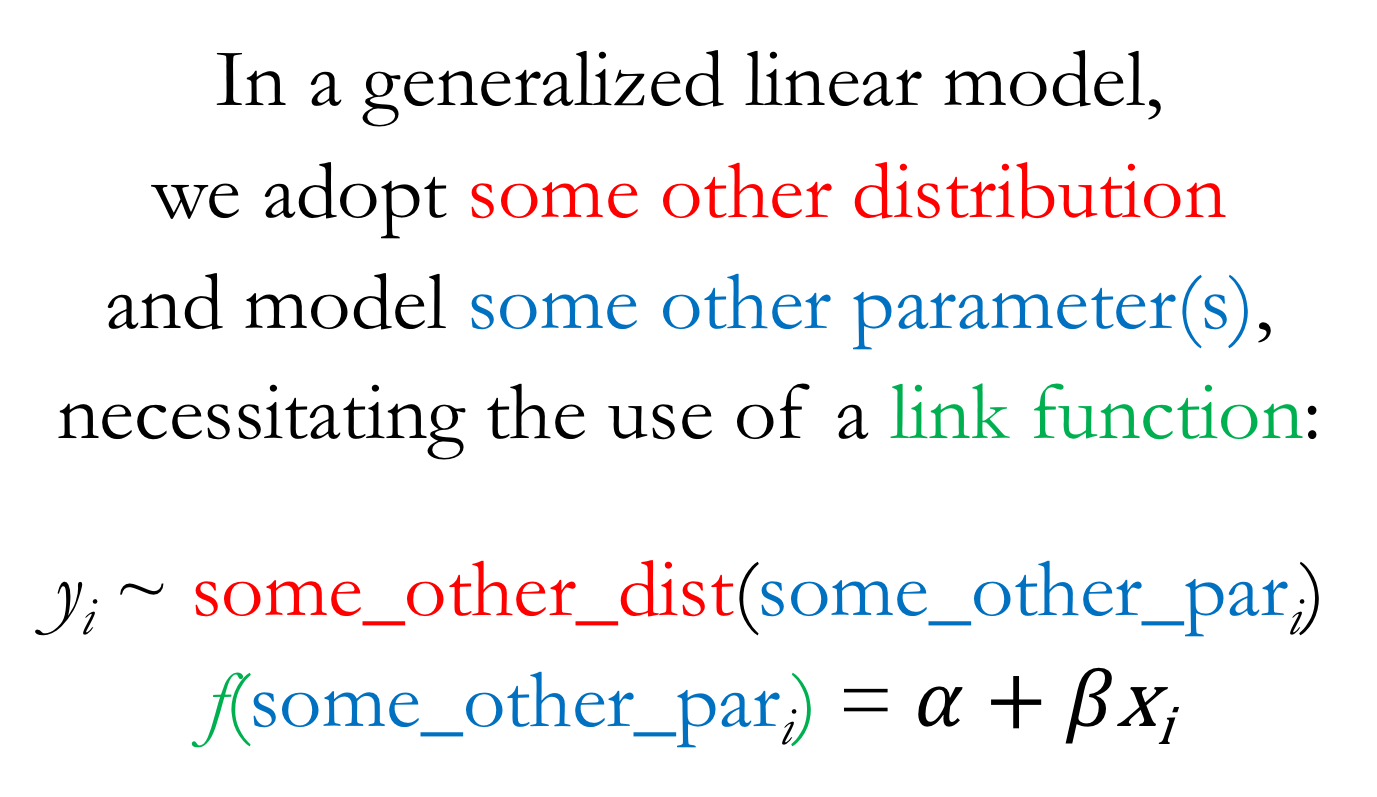 In a generalized linear model,
we adopt some other distribution
and model some other parameter(s),
necessitating the use of a link function:
yᵢ ~ some_other_dist(some_other_parᵢ)
f(some_other_parᵢ) = α + βxᵢ